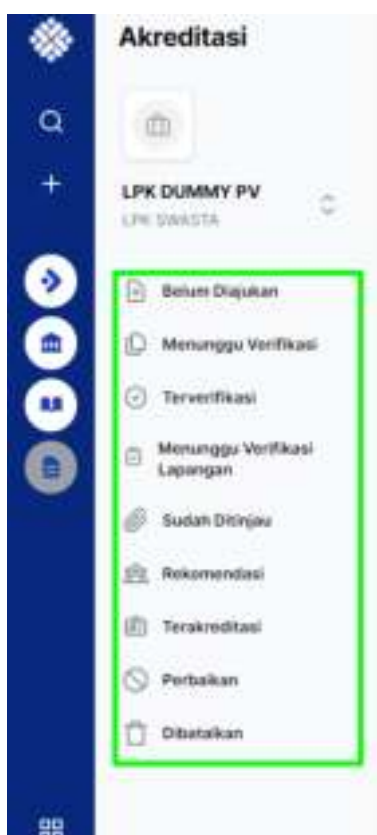 Akreditasi
LPK DUMMY PV
LPK SWASTA
Belum Diajukan
Menunggu Verifikasi
Terverifikasi
Menunggu Verifikasi
Lapangan
Sudah Ditinjau
Rekomendasi
Terakreditasi
Perbaikan
Dibatalkan